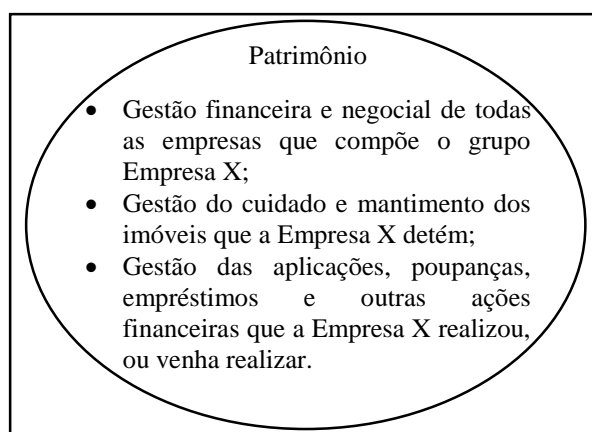 Patrimônio
• Gestão financeira e negocial de todas
as empresas que compõe o grupo
Empresa X;
• Gestão do cuidado e mantimento dos
imóveis que a Empresa X detém;
• Gestão das aplicações, poupanças,
empréstimos e outras ações
financeiras que a Empresa X realizou,
ou venha realizar.